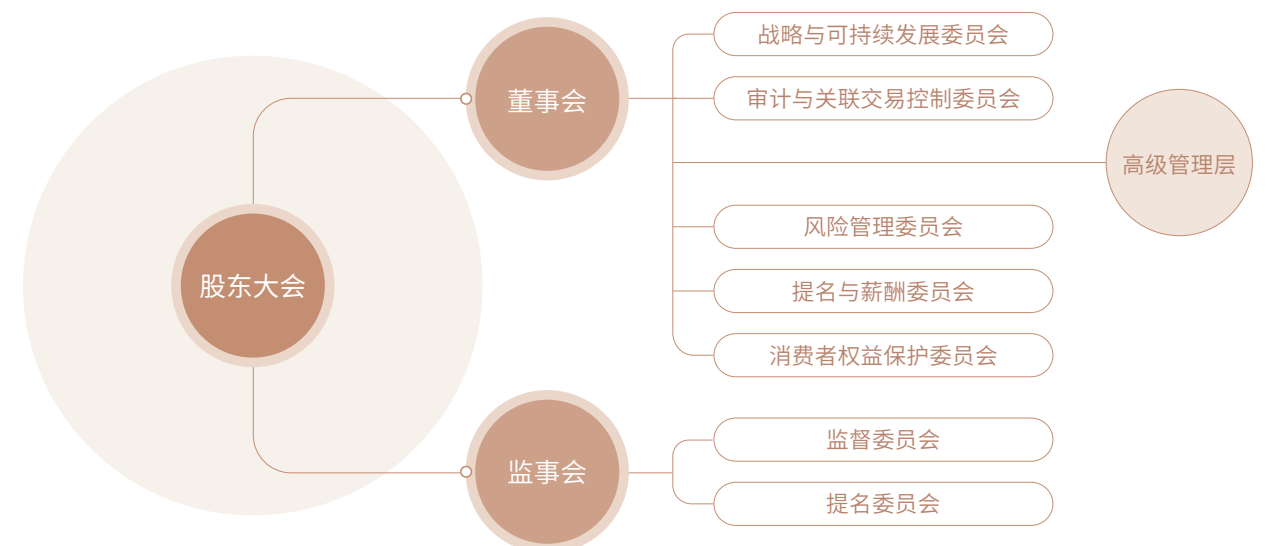 股东大会
董事会
战略与可持续发展委员会
审计与关联交易控制委员会
高级管理层
风险管理委员会
提名与薪酬委员会
消费者权益保护委员会
监事会
监督委员会
提名委员会